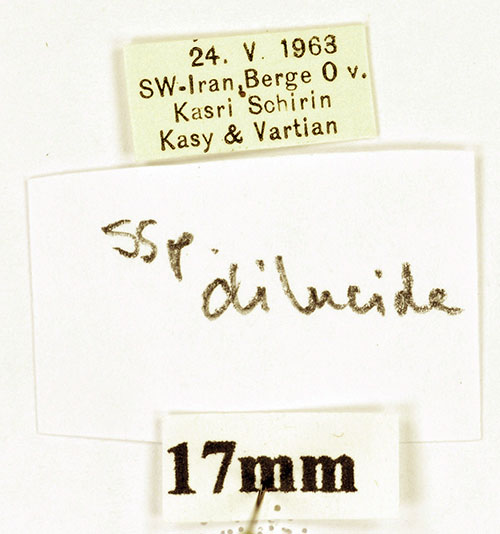 24. V. 1963
SW-Iran, Berge O v.
Kasri Schirin
Kasy & Vartian
ssp.
dilucida
17mm